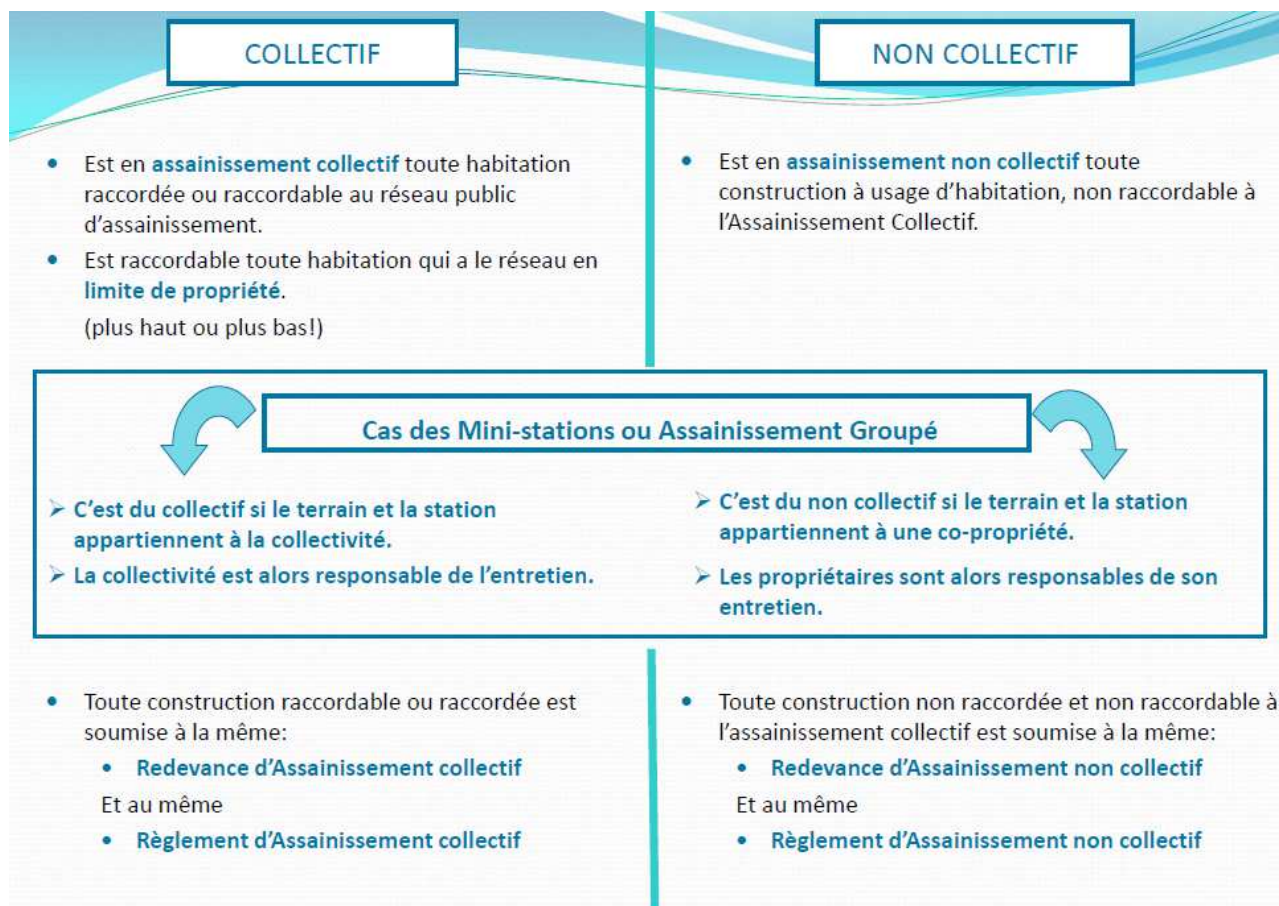 COLLECTIF
Est en assainissement collectif toute habitation
raccordée ou raccordable au réseau public
d'assainissement.
Est raccordable toute habitation qui a le réseau en
limite de propriété.
(plus haut ou plus bas!)
NON COLLECTIF
Est en assainissement non collectif toute
construction à usage d'habitation, non raccordable à
l'Assainissement Collectif.
Cas des Mini-stations ou Assainissement Groupé
C'est du collectif si le terrain et la station
appartiennent à la collectivité.
La collectivité est alors responsable de l'entretien.
C'est du non collectif si le terrain et la station
appartiennent à une co-propriété.
Les propriétaires sont alors responsables de son
entretien.
Toute construction raccordable ou raccordée est
soumise à la même:
Redevance d'Assainissement collectif
Et au même
Règlement d'Assainissement collectif
Toute construction non raccordée et non raccordable à
l'assainissement collectif est soumise à la même:
Redevance d'Assainissement non collectif
Et au même
Règlement d'Assainissement non collectif